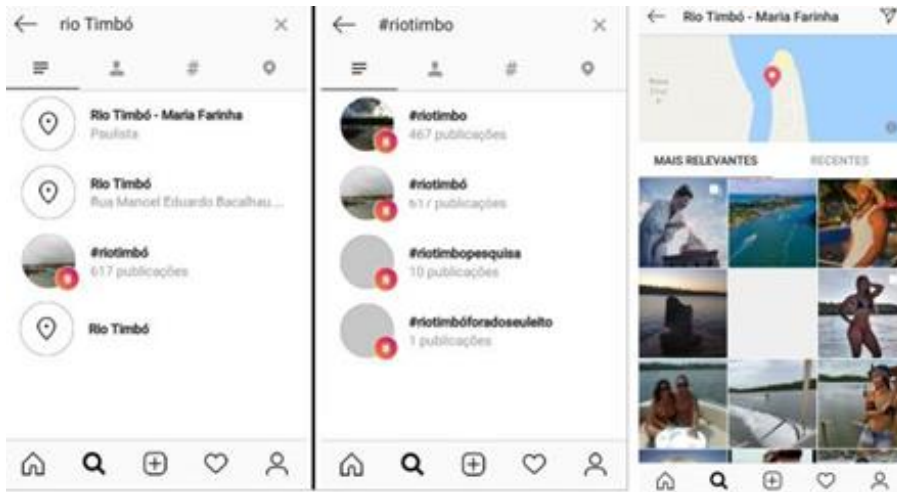 rio Timbó
#
Rio Timbó - Maria Farinha
Paulista
Rio Timbó
Rua Manoel Eduardo Bacalhau...
#riotimbó
617 publicações
Rio Timbó
#riotimbo
#
#riotimbo
467 publicações
#riotimbó
617 publicações
#riotimbopesquisa
10 publicações
#riotimbóforadoseuleito
1 publicações
Rio Timbó - Maria Farinha
MAIS RELEVANTES
RECENTES